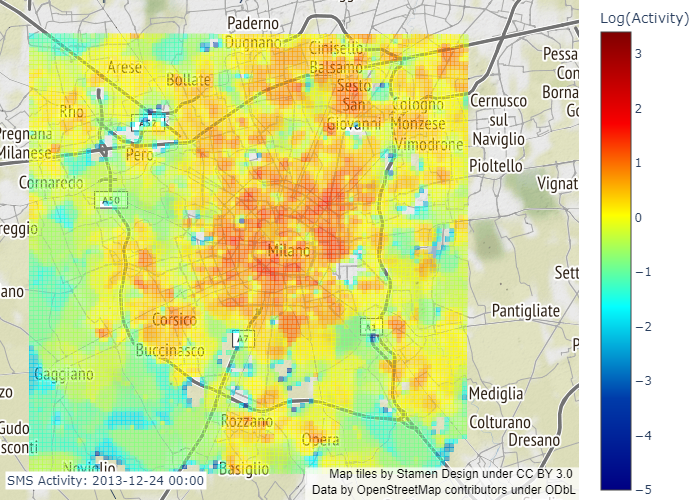 Paderno
Dugnano
Cinisello
Balsamo
Arese
Bollate
Sesto
San
Giovanni
Rho
Cologno
Monzese
Vimodrone
Cernusco
sul
Naviglio
Pessa
Con
Borna
Go
A52
Pregnana
Milanese
Pero
Pioltello
Cornaredo
Vignat
A50
reggio
Milano
Sett
ano
Corsico
Pantigliate
A7
A1
Buccinasco
P
Gaggiano
Mediglia
zo
Rozzano
Colturano
Gudo
Opera
Dresano
sconti
Noviglio
Basiglio
SMS Activity: 2013-12-24 00:00
Map tiles by Stamen Design under CC BY 3.0
Data by OpenStreetMap contributors under ODbL
Log(Activity)
3
2
1
0
−1
−2
−3
−4
−5